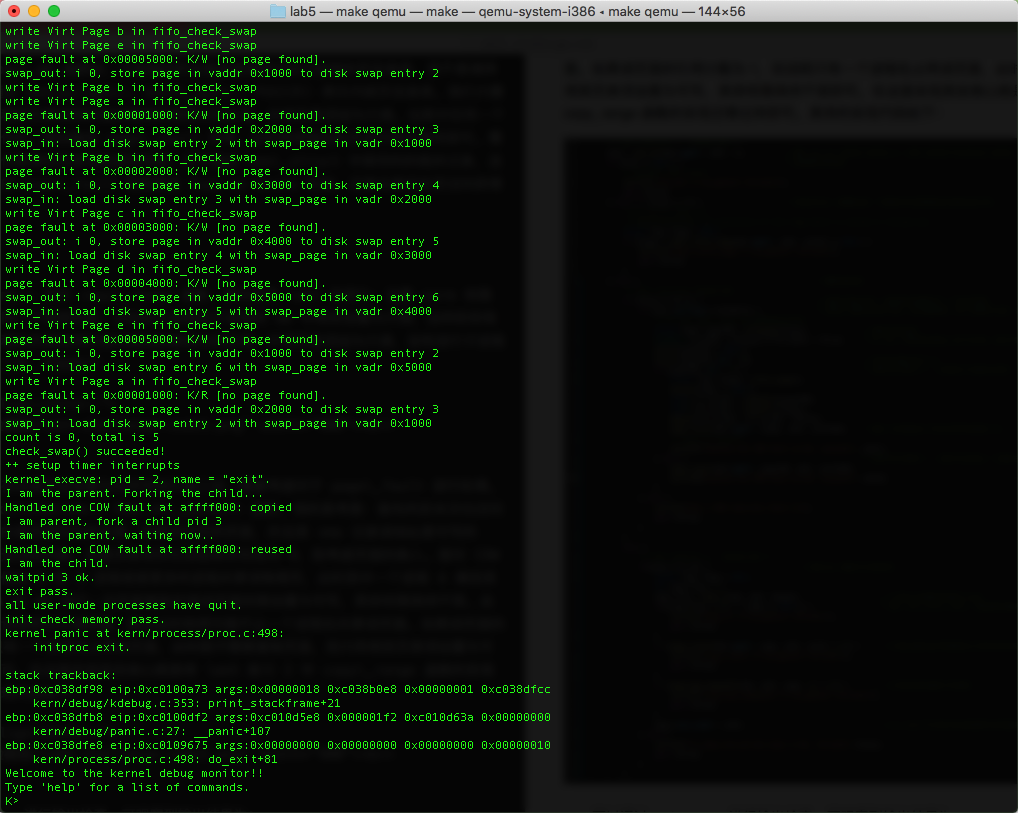 lab5 — make qemu — make — qemu-system-i386 ◂ make qemu — 144×56
write Virt Page b in fifo_check_swap
write Virt Page e in fifo_check_swap
page fault at 0x00005000: K/W [no page found].
swap_out: i 0, store page in vaddr 0x1000 to disk swap entry 2
write Virt Page b in fifo_check_swap
write Virt Page a in fifo_check_swap
page fault at 0x00001000: K/W [no page found].
swap_out: i 0, store page in vaddr 0x2000 to disk swap entry 3
swap_in: load disk swap entry 2 with swap_page in vadr 0x1000
write Virt Page b in fifo_check_swap
page fault at 0x00002000: K/W [no page found].
swap_out: i 0, store page in vaddr 0x3000 to disk swap entry 4
swap_in: load disk swap entry 3 with swap_page in vadr 0x2000
write Virt Page c in fifo_check_swap
page fault at 0x00003000: K/W [no page found].
swap_out: i 0, store page in vaddr 0x4000 to disk swap entry 5
swap_in: load disk swap entry 4 with swap_page in vadr 0x3000
write Virt Page d in fifo_check_swap
page fault at 0x00004000: K/W [no page found].
swap_out: i 0, store page in vaddr 0x5000 to disk swap entry 6
swap_in: load disk swap entry 5 with swap_page in vadr 0x4000
write Virt Page e in fifo_check_swap
page fault at 0x00005000: K/W [no page found].
swap_out: i 0, store page in vaddr 0x1000 to disk swap entry 2
swap_in: load disk swap entry 6 with swap_page in vadr 0x5000
write Virt Page a in fifo_check_swap
page fault at 0x00001000: K/R [no page found].
swap_out: i 0, store page in vaddr 0x2000 to disk swap entry 3
swap_in: load disk swap entry 2 with swap_page in vadr 0x1000
count is 0, total is 5
check_swap() succeeded!
++ setup timer interrupts
kernel_execve: pid = 2, name = "exit".
I am the parent. Forking the child...
Handled one COW fault at affff000: copied
I am parent, fork a child pid 3
I am the parent, waiting now..
Handled one COW fault at affff000: reused
I am the child.
waitpid 3 ok.
exit pass.
all user-mode processes have quit.
init check memory pass.
kernel panic at kern/process/proc.c:498:
    initproc exit.

stack trackback:
ebp:0xc038df98 eip:0xc0100a73 args:0x00000018 0xc038b0e8 0x00000001 0xc038dfcc
    kern/debug/kdebug.c:353: print_stackframe+21
ebp:0xc038dfb8 eip:0xc0100df2 args:0xc010d5e8 0x000001f2 0xc010d63a 0x00000000
    kern/debug/panic.c:27: __panic+107
ebp:0xc038dfe8 eip:0xc0109675 args:0x00000000 0x00000000 0x00000000 0x00000010
    kern/process/proc.c:498: do_exit+81
Welcome to the kernel debug monitor!!
Type 'help' for a list of commands.
K>